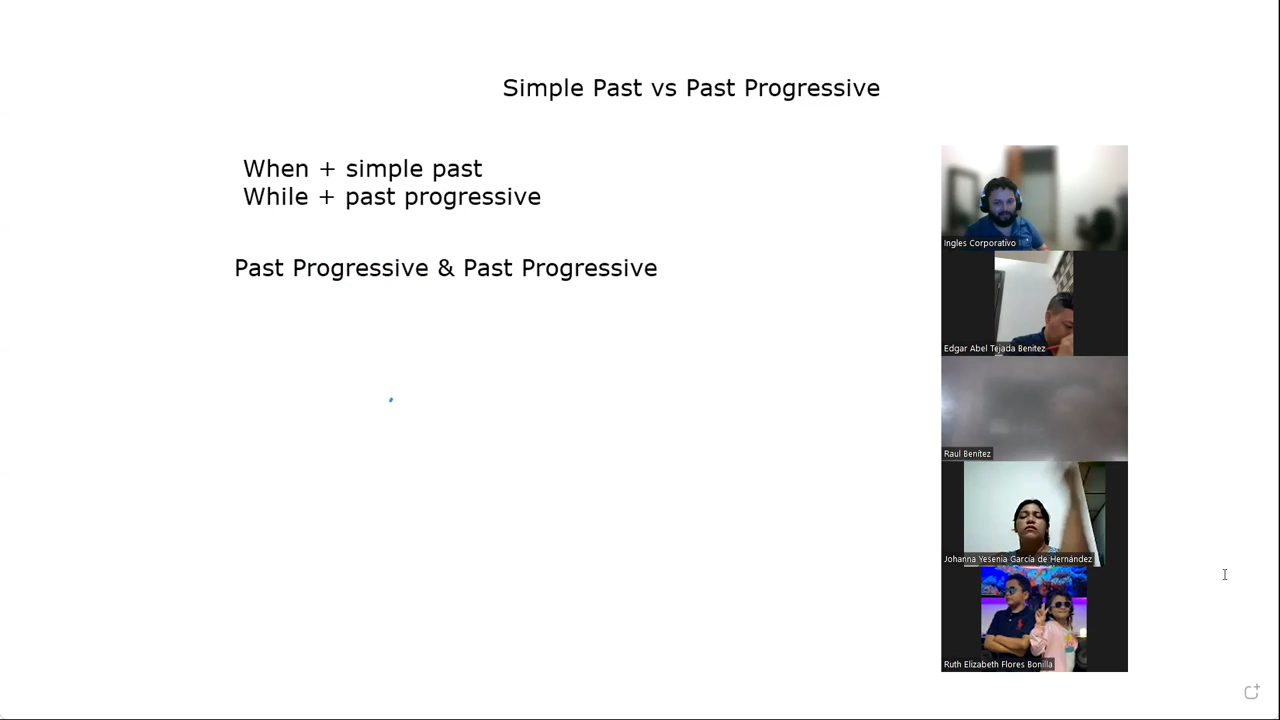 Simple Past vs Past Progressive
When + simple past
While + past progressive
Past Progressive & Past Progressive
Ingles Corporativo
Edgar Abel Tejada Benitez
Raul Benítez
Johanna Yesenia García de Hernández
Ruth Elizabeth Flores Bonilla